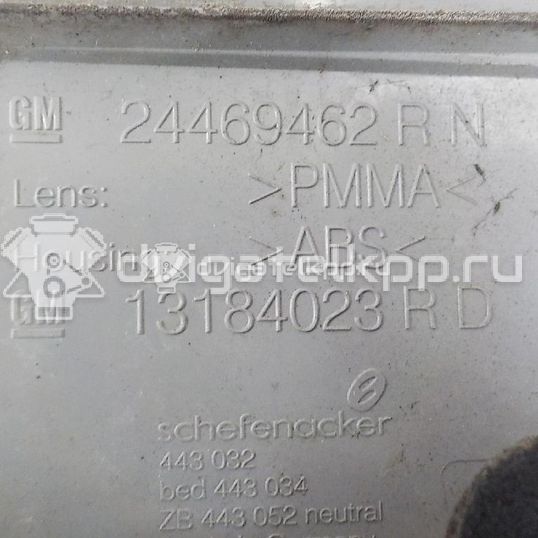 GM 24469462 R N
Lens: >PMMA<
Housing: >ABS<
GM 13184023 R D
schefenacker
443 032
bed 443 034
ZB 443 052 neutral